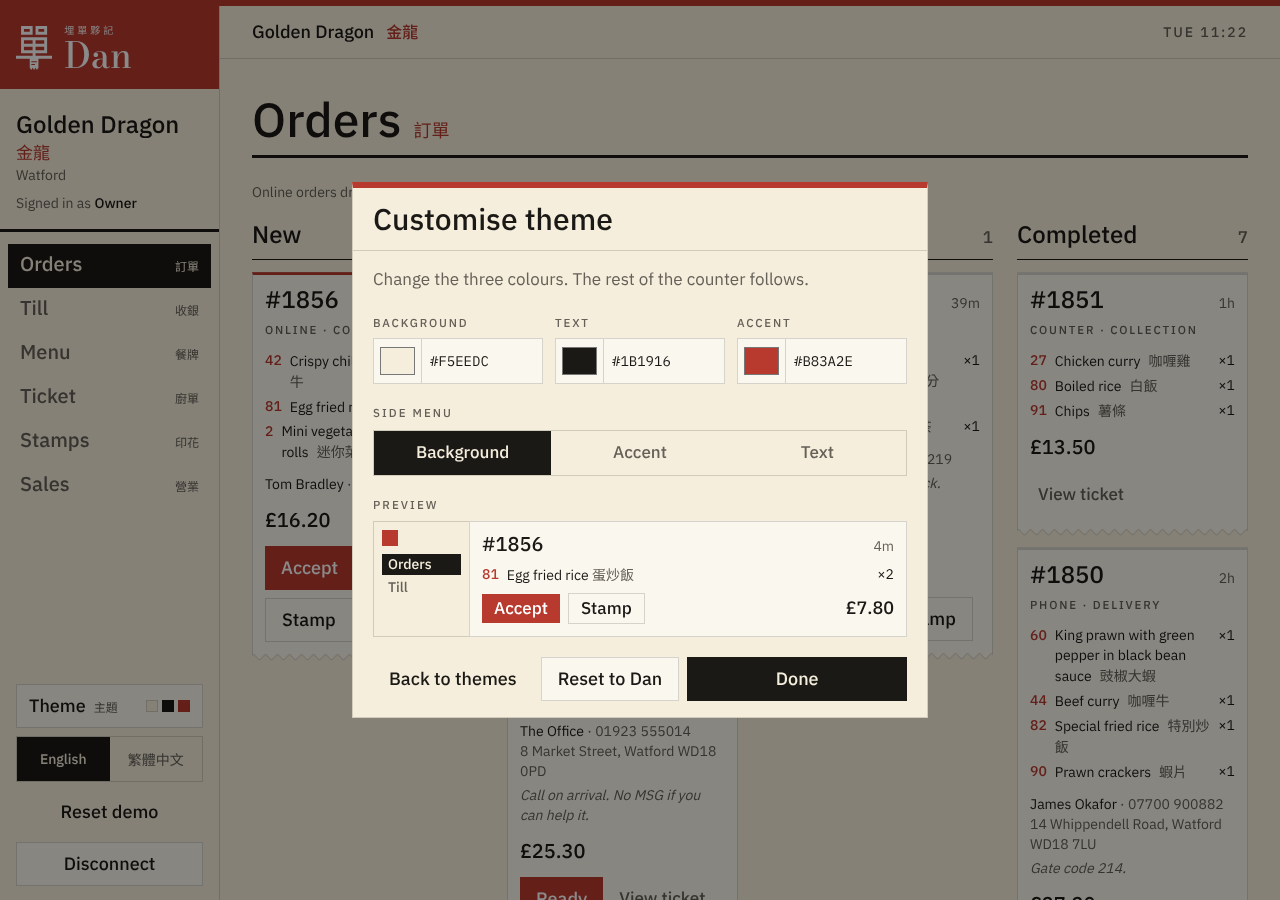 埋單夥記
單 Dan
Golden Dragon
金龍
Watford
Signed in as Owner
Orders 訂單
Till 收銀
Menu 餐牌
Ticket 廚單
Stamps 印花
Sales 營業
Theme 主題
English 繁體中文
Reset demo
Disconnect
Golden Dragon 金龍
TUE 11:22
Orders 訂單
Online orders
New
#1856
ONLINE ·
42 Crispy
牛
81 Egg fried
2 Mini
rolls 迷你
Tom Bradley ·
£16.20
Accept
Stamp
Customise theme
Change the three colours. The rest of the counter follows.
BACKGROUND TEXT ACCENT
#F5EEDC #1B1916 #B83A2E
SIDE MENU
Background Accent Text
PREVIEW
Orders
Till
#1856 4m
81 Egg fried rice 蛋炒飯 ×2
Accept Stamp £7.80
Back to themes Reset to Dan Done
The Office · 01923 555014
8 Market Street, Watford WD18
0PD
Call on arrival. No MSG if you
can help it.
£25.30
Ready View ticket
1
39m
×1
分
×1
219
Completed 7
#1851 1h
COUNTER · COLLECTION
27 Chicken curry 咖喱雞 ×1
80 Boiled rice 白飯 ×1
91 Chips 薯條 ×1
£13.50
View ticket
#1850 2h
PHONE · DELIVERY
60 King prawn with green ×1
pepper in black bean
sauce 豉椒大蝦
44 Beef curry 咖喱牛 ×1
82 Special fried rice 特別炒 ×1
飯
90 Prawn crackers 蝦片 ×1
James Okafor · 07700 900882
14 Whippendell Road, Watford
WD18 7LU
Gate code 214.